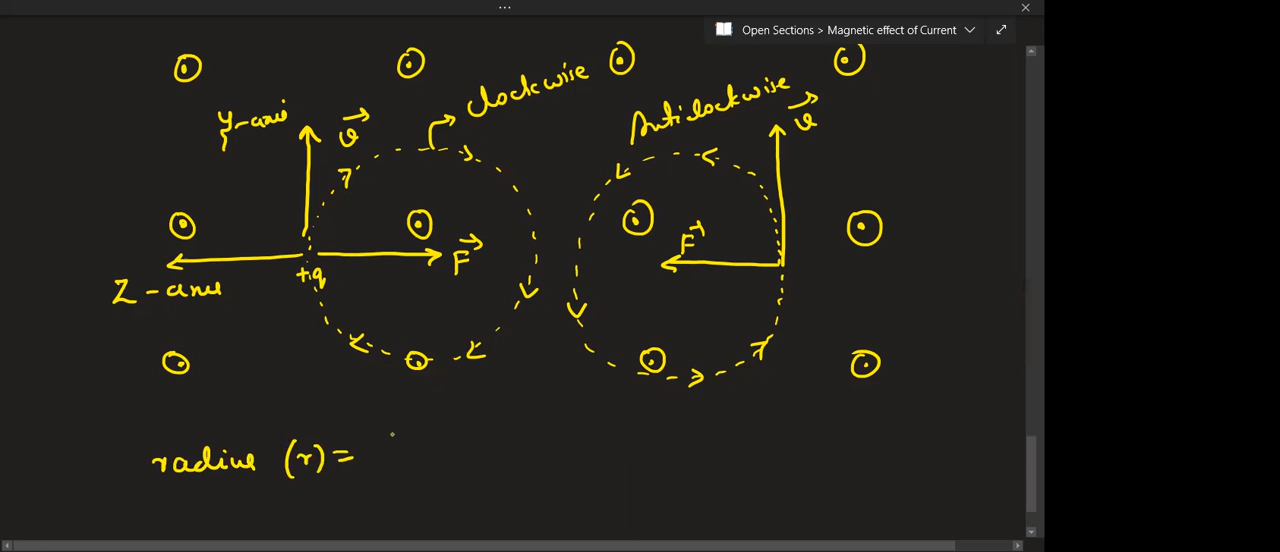 Open Sections > Magnetic effect of Current
clockwise
Anticlockwise
y-axis
v
v
F
F
+q
Z-axis
radius (r) =